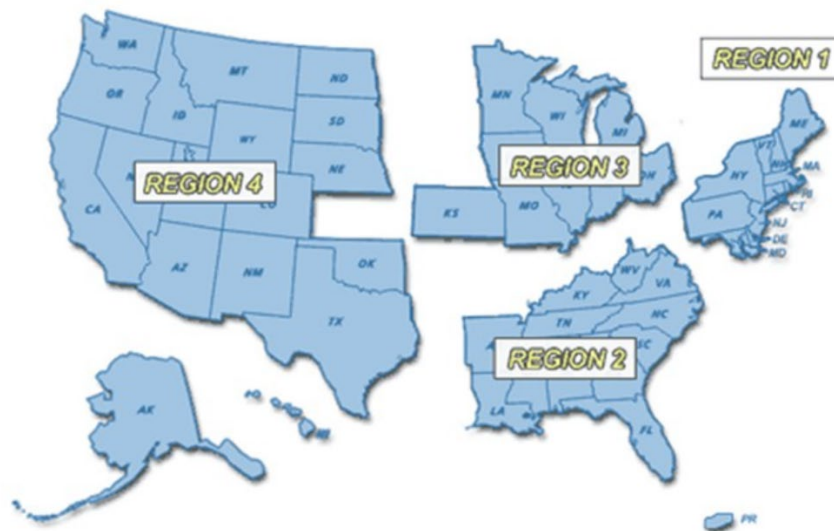 REGION 1
WA
MT
ND
MN
OR
ID
SD
WI
MI
ME
VT
NH
WY
NY
MA
NE
REGION 3
REGION 4
RI
CT
PA
CA
CO
KS
MO
NJ
DE
MD
OK
WV
VA
AZ
NM
KY
TX
TN
NC
REGION 2
SC
AK
LA
FL
HI
PR